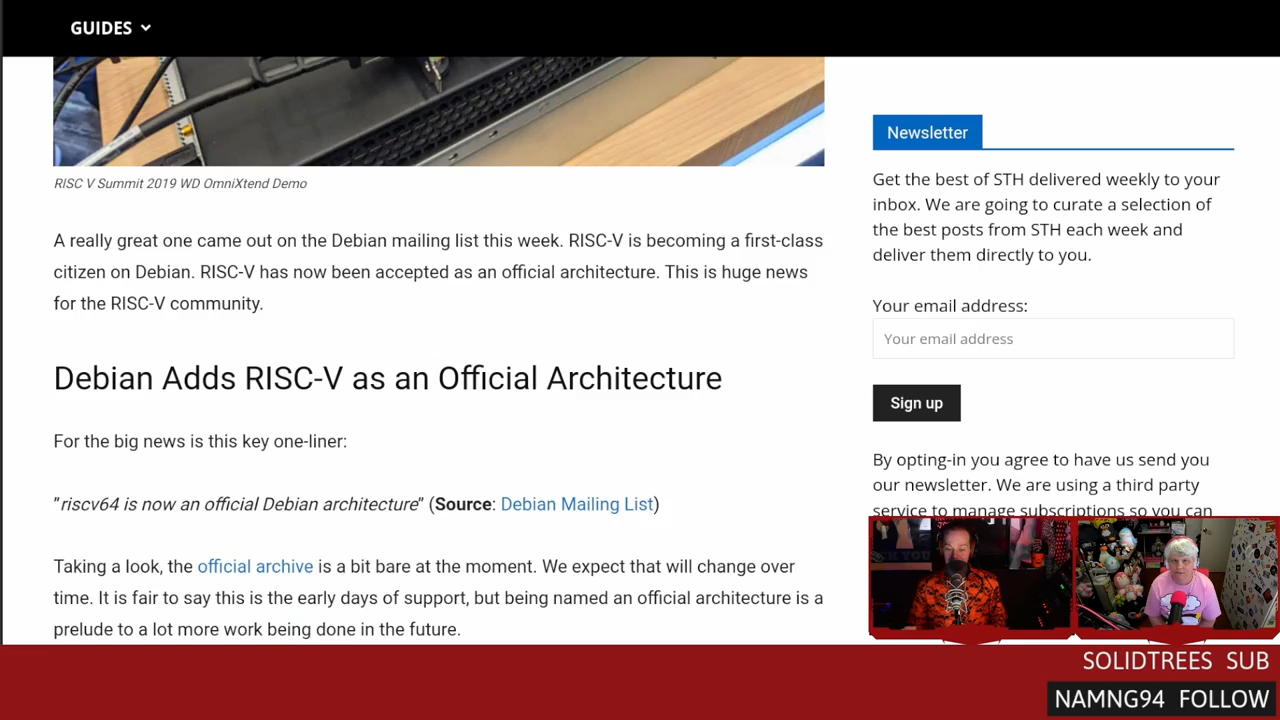 GUIDES
RISC V Summit 2019 WD OmniXtend Demo
A really great one came out on the Debian mailing list this week. RISC-V is becoming a first-class
citizen on Debian. RISC-V has now been accepted as an official architecture. This is huge news
for the RISC-V community.
Debian Adds RISC-V as an Official Architecture
For the big news is this key one-liner:
"riscv64 is now an official Debian architecture" (Source: Debian Mailing List)
Taking a look, the official archive is a bit bare at the moment. We expect that will change over
time. It is fair to say this is the early days of support, but being named an official architecture is a
prelude to a lot more work being done in the future.
Newsletter
Get the best of STH delivered weekly to your
inbox. We are going to curate a selection of
the best posts from STH each week and
deliver them directly to you.
Your email address:
Your email address
Sign up
By opting-in you agree to have us send you
our newsletter. We are using a third party
service to manage subscriptions so you can
SOLIDTREES SUB
NAMNG94 FOLLOW